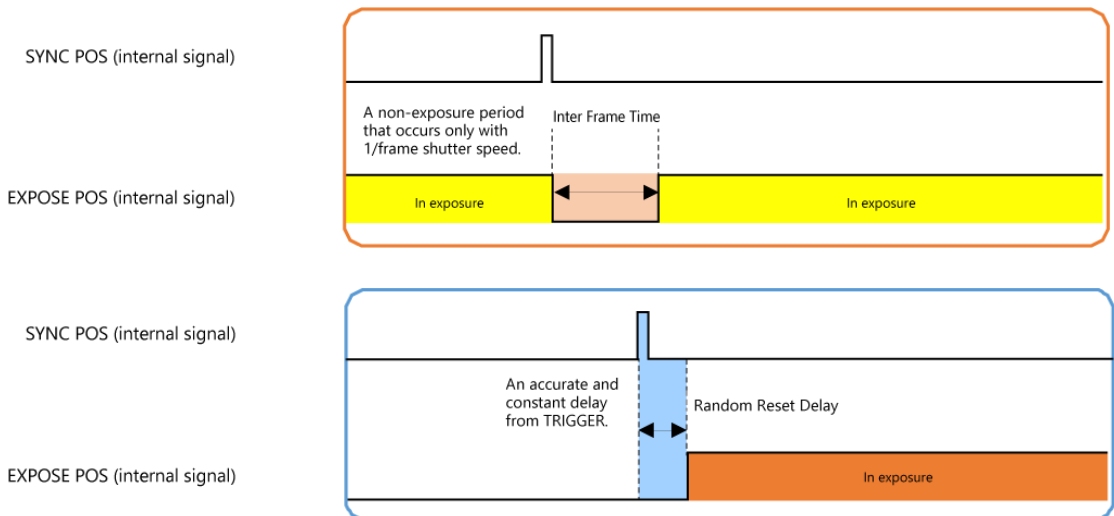 SYNC POS (internal signal)
A non-exposure period
that occurs only with
1/frame shutter speed.
Inter Frame Time
EXPOSE POS (internal signal)
In exposure
In exposure
SYNC POS (internal signal)
An accurate and
constant delay
from TRIGGER.
Random Reset Delay
EXPOSE POS (internal signal)
In exposure